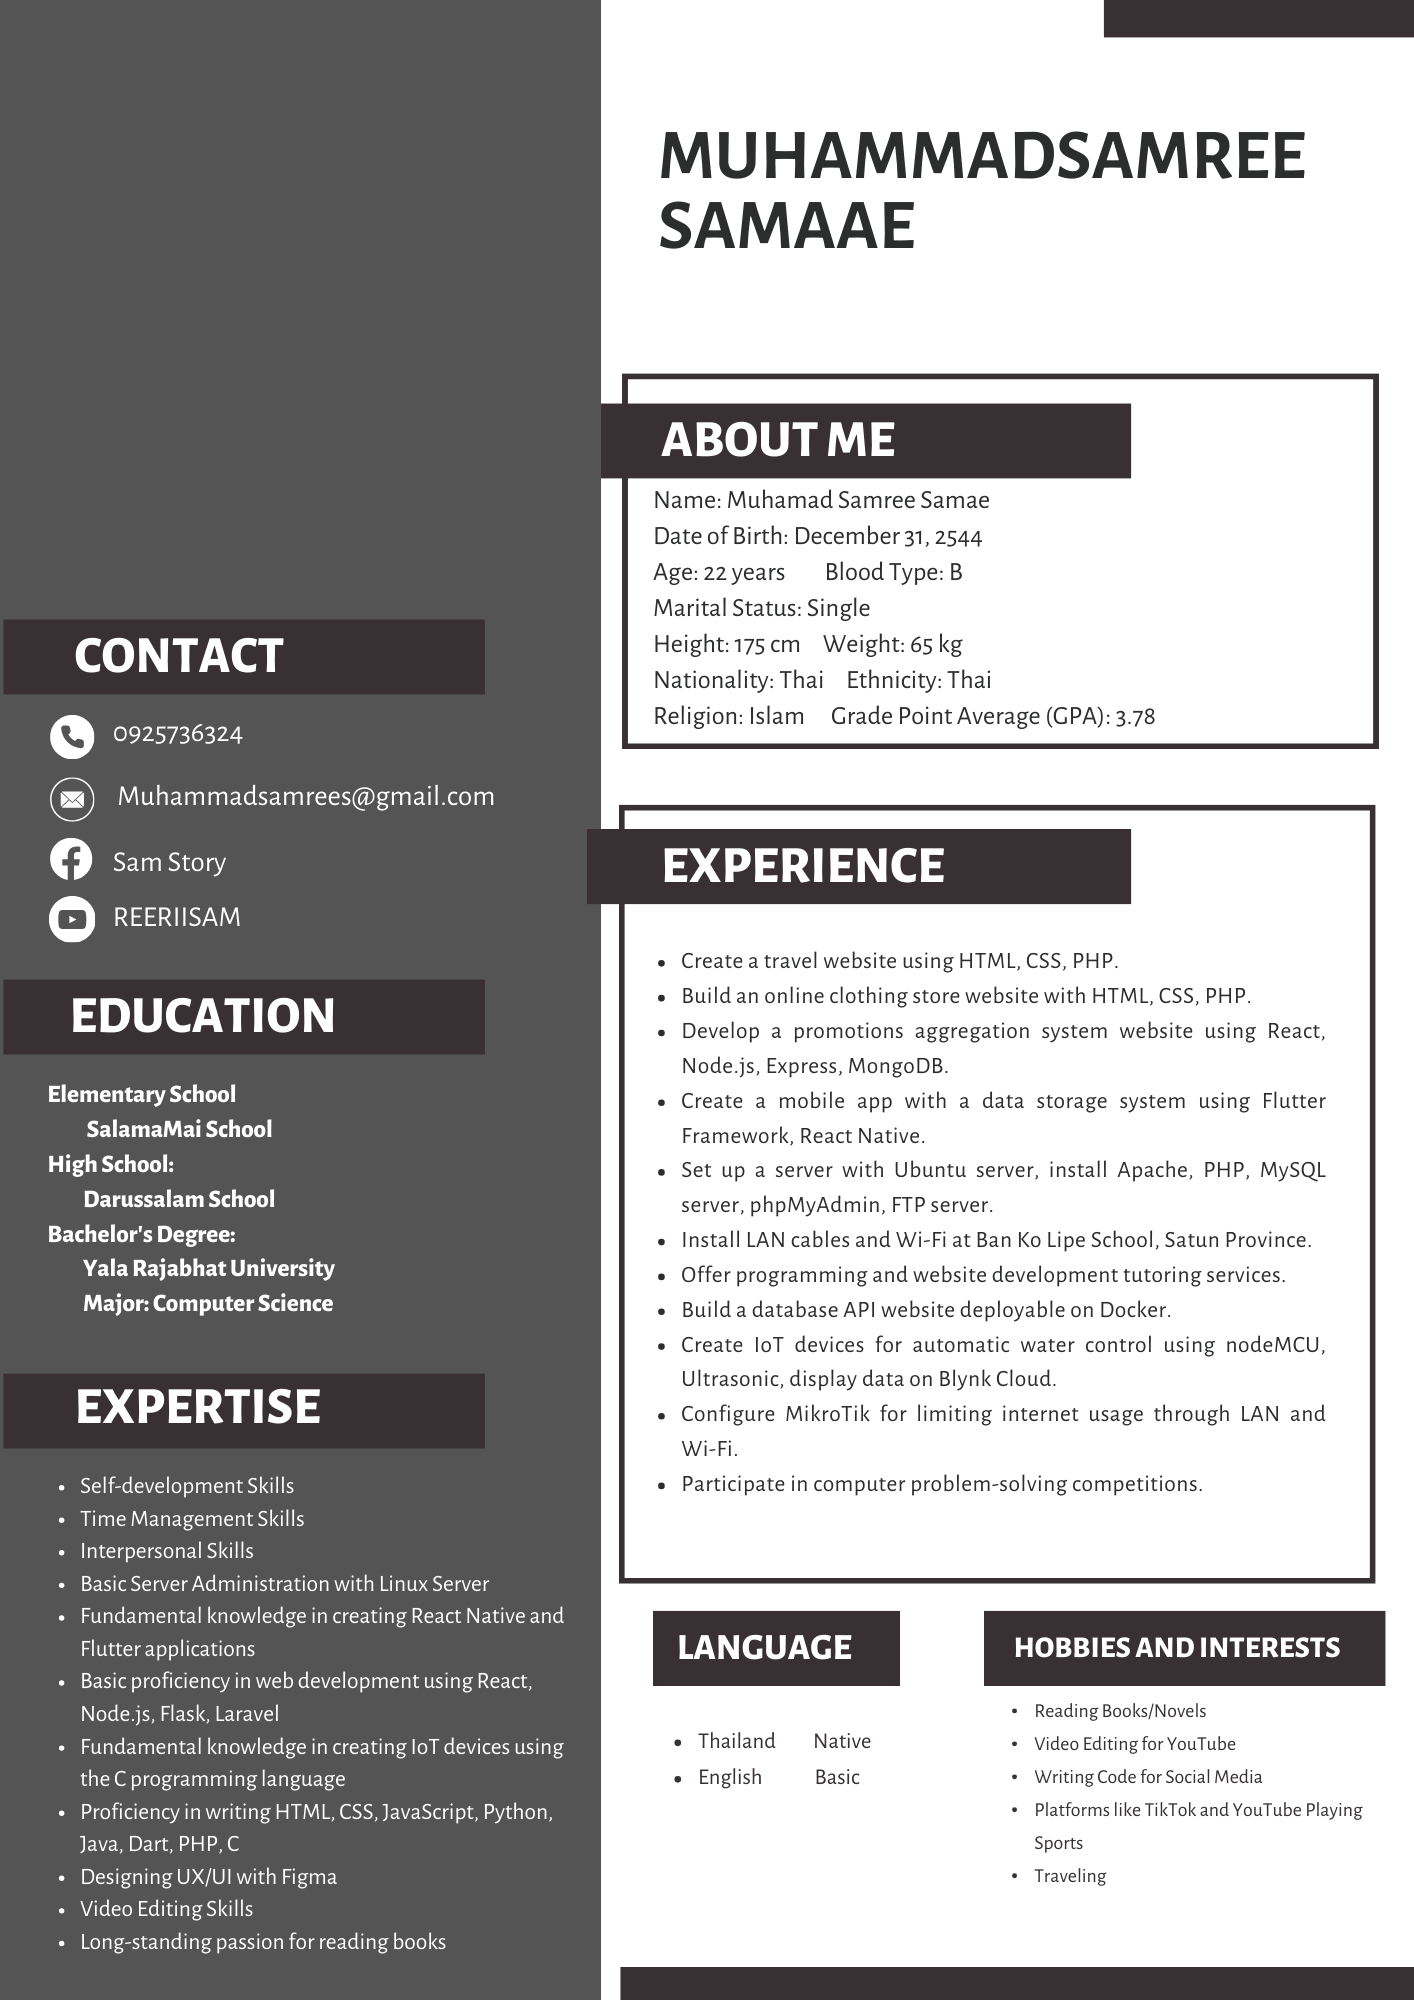 MUHAMMADSAMREE
SAMAAE
ABOUT ME
Name: Muhamad Samree Samae
Date of Birth: December 31, 2544
Age: 22 years Blood Type: B
Marital Status: Single
Height: 175 cm Weight: 65 kg
Nationality: Thai Ethnicity: Thai
Religion: Islam Grade Point Average (GPA): 3.78
CONTACT
0925736324
Muhammadsamrees@gmail.com
Sam Story
REERIISAM
EDUCATION
Elementary School
SalamaMai School
High School:
Darussalam School
Bachelor's Degree:
Yala Rajabhat University
Major: Computer Science
EXPERTISE
• Self-development Skills
• Time Management Skills
• Interpersonal Skills
• Basic Server Administration with Linux Server
• Fundamental knowledge in creating React Native and
Flutter applications
• Basic proficiency in web development using React,
Node.js, Flask, Laravel
• Fundamental knowledge in creating IoT devices using
the C programming language
• Proficiency in writing HTML, CSS, JavaScript, Python,
Java, Dart, PHP, C
• Designing UX/UI with Figma
• Video Editing Skills
• Long-standing passion for reading books
EXPERIENCE
• Create a travel website using HTML, CSS, PHP.
• Build an online clothing store website with HTML, CSS, PHP.
• Develop a promotions aggregation system website using React,
Node.js, Express, MongoDB.
• Create a mobile app with a data storage system using Flutter
Framework, React Native.
• Set up a server with Ubuntu server, install Apache, PHP, MySQL
server, phpMyAdmin, FTP server.
• Install LAN cables and Wi-Fi at Ban Ko Lipe School, Satun Province.
• Offer programming and website development tutoring services.
• Build a database API website deployable on Docker.
• Create IoT devices for automatic water control using nodeMCU,
Ultrasonic, display data on Blynk Cloud.
• Configure MikroTik for limiting internet usage through LAN and
Wi-Fi.
• Participate in computer problem-solving competitions.
LANGUAGE
• Thailand Native
• English Basic
HOBBIES AND INTERESTS
• Reading Books/Novels
• Video Editing for YouTube
• Writing Code for Social Media
• Platforms like TikTok and YouTube Playing
Sports
• Traveling